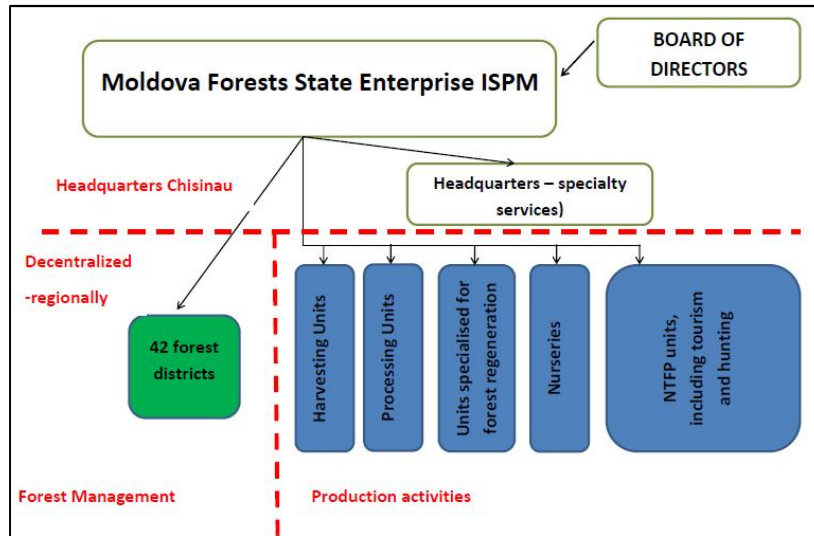 BOARD OF
DIRECTORS
Moldova Forests State Enterprise ISPM
Headquarters Chisinau
Headquarters – specialty
services)
Decentralized
-regionally
42 forest
districts
Harvesting Units
Processing Units
Units specialised for
forest regeneration
Nurseries
NTFP units,
including tourism
and hunting
Forest Management
Production activities